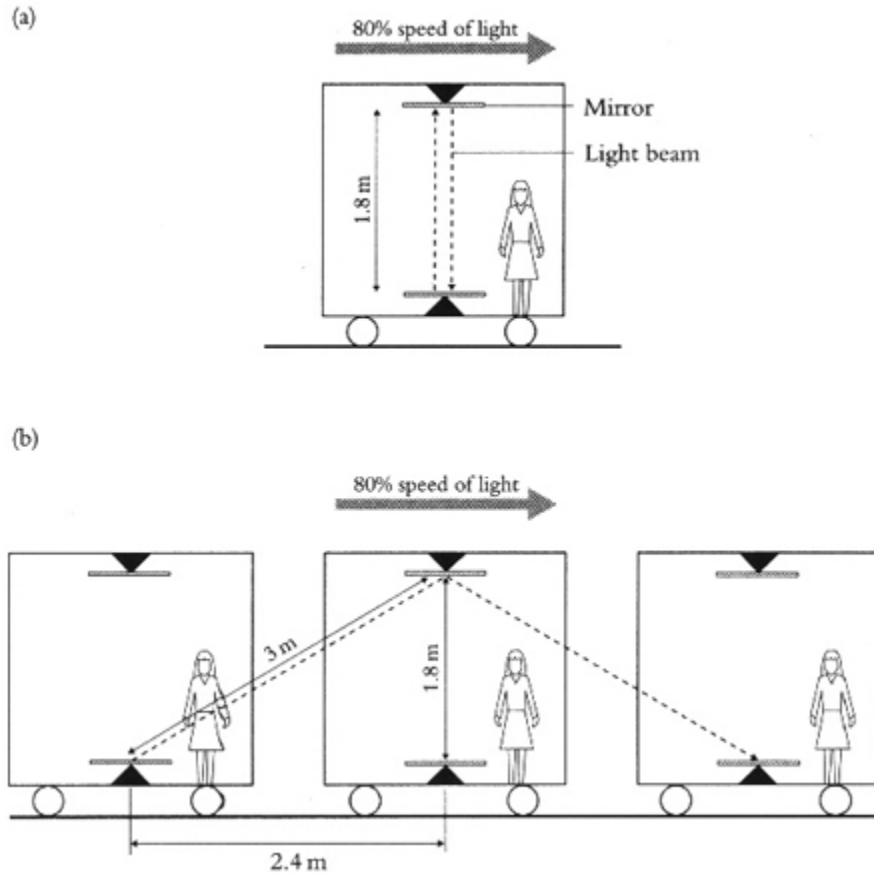 (a)
80% speed of light
Mirror
Light beam
1.8 m
(b)
80% speed of light
3 m
1.8 m
2.4 m